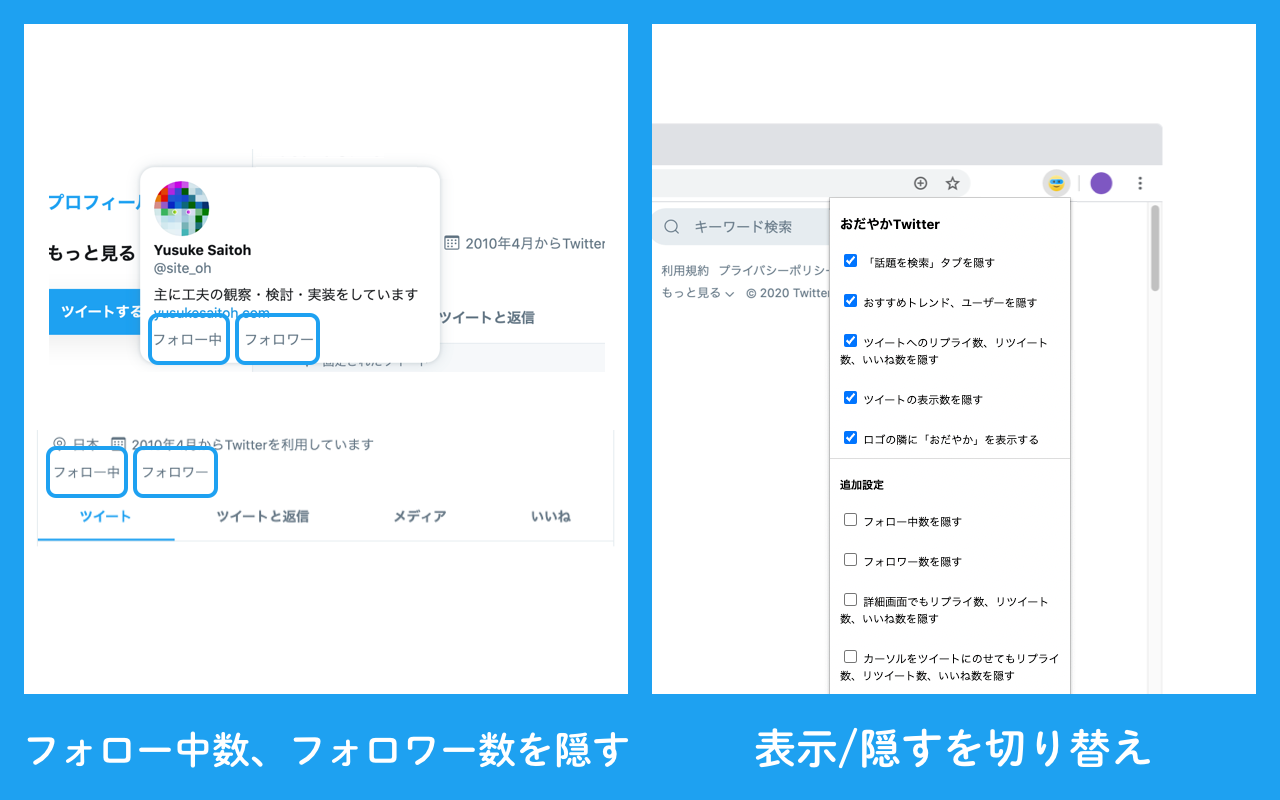 プロフィール
もっと見る
ツイートする
Yusuke Saitoh
@site_oh
主に工夫の観察・検討・実装をしています
yusukesaitoh.com
フォロー中
フォロワー
2010年4月からTwitter
ツイートと返信
固定されたツイート
日本
2010年4月からTwitterを利用しています
フォロー中
フォロワー
ツイート
ツイートと返信
メディア
いいね
フォロー中数、フォロワー数を隠す
キーワード検索
利用規約 プライバシーポリシー
もっと見る
© 2020 Twitter
おだやかTwitter
「話題を検索」タブを隠す
おすすめトレンド、ユーザーを隠す
ツイートへのリプライ数、リツイート
数、いいね数を隠す
ツイートの表示数を隠す
ロゴの隣に「おだやか」を表示する
追加設定
フォロー中数を隠す
フォロワー数を隠す
詳細画面でもリプライ数、リツイート
数、いいね数を隠す
カーソルをツイートにのせてもリプライ
数、リツイート数、いいね数を隠す
表示/隠すを切り替え